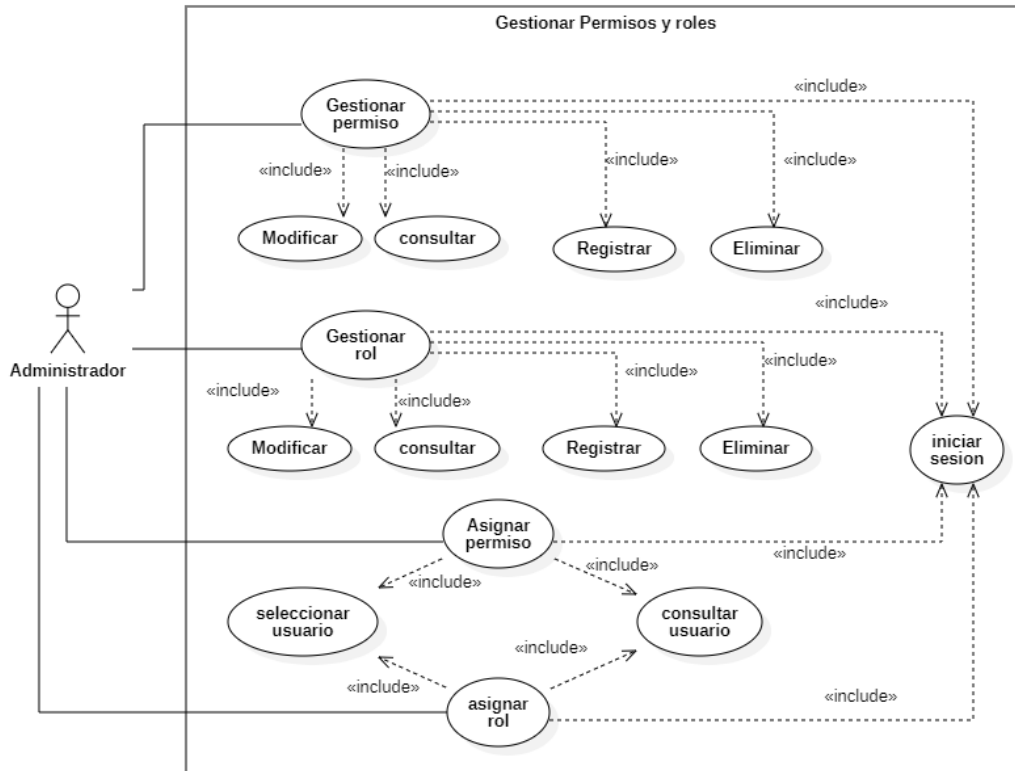 Gestionar Permisos y roles
«include»
Gestionar
permiso
«include»
«include»
«include»
«include»
Modificar
consultar
Registrar
Eliminar
Administrador
«include»
Gestionar
rol
«include»
«include»
«include»
«include»
Modificar
consultar
Registrar
Eliminar
iniciar
sesion
Asignar
permiso
«include»
«include»
«include»
seleccionar
usuario
consultar
usuario
«include»
«include»
«include»
asignar
rol